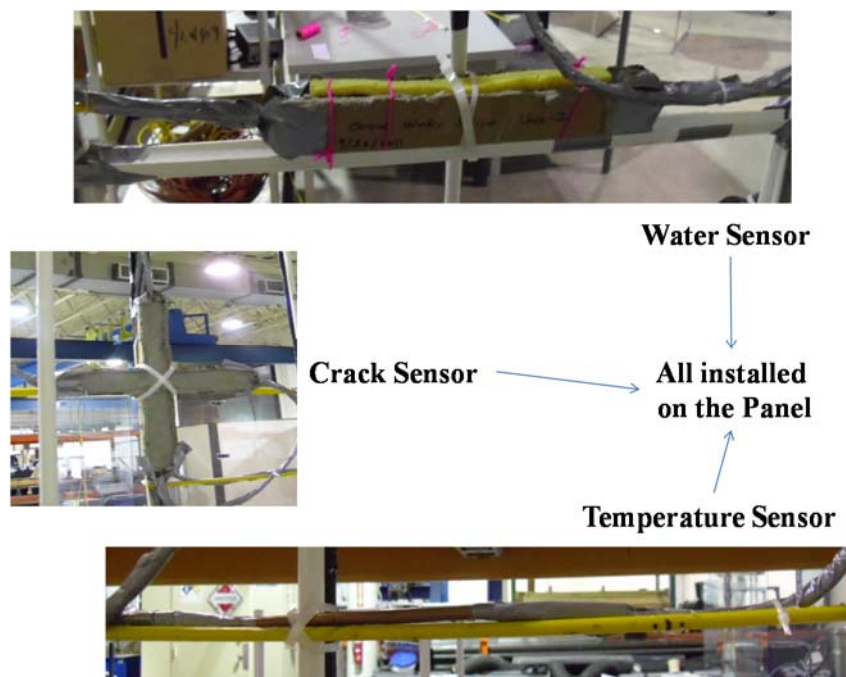 Water Sensor
Crack Sensor
All installed
on the Panel
Temperature Sensor